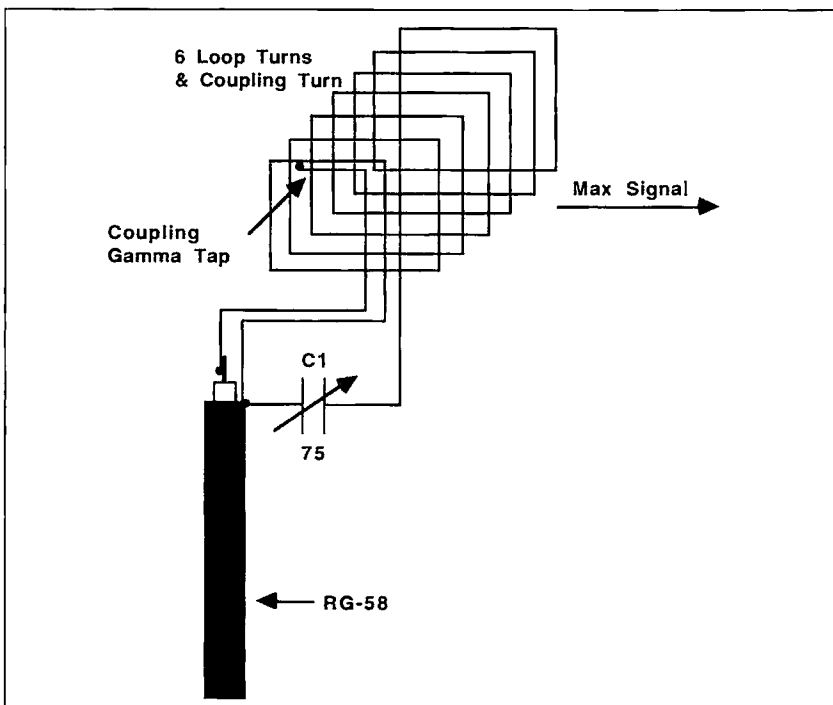 6 Loop Turns
& Coupling Turn
Max Signal
Coupling
Gamma Tap
C1
75
RG-58